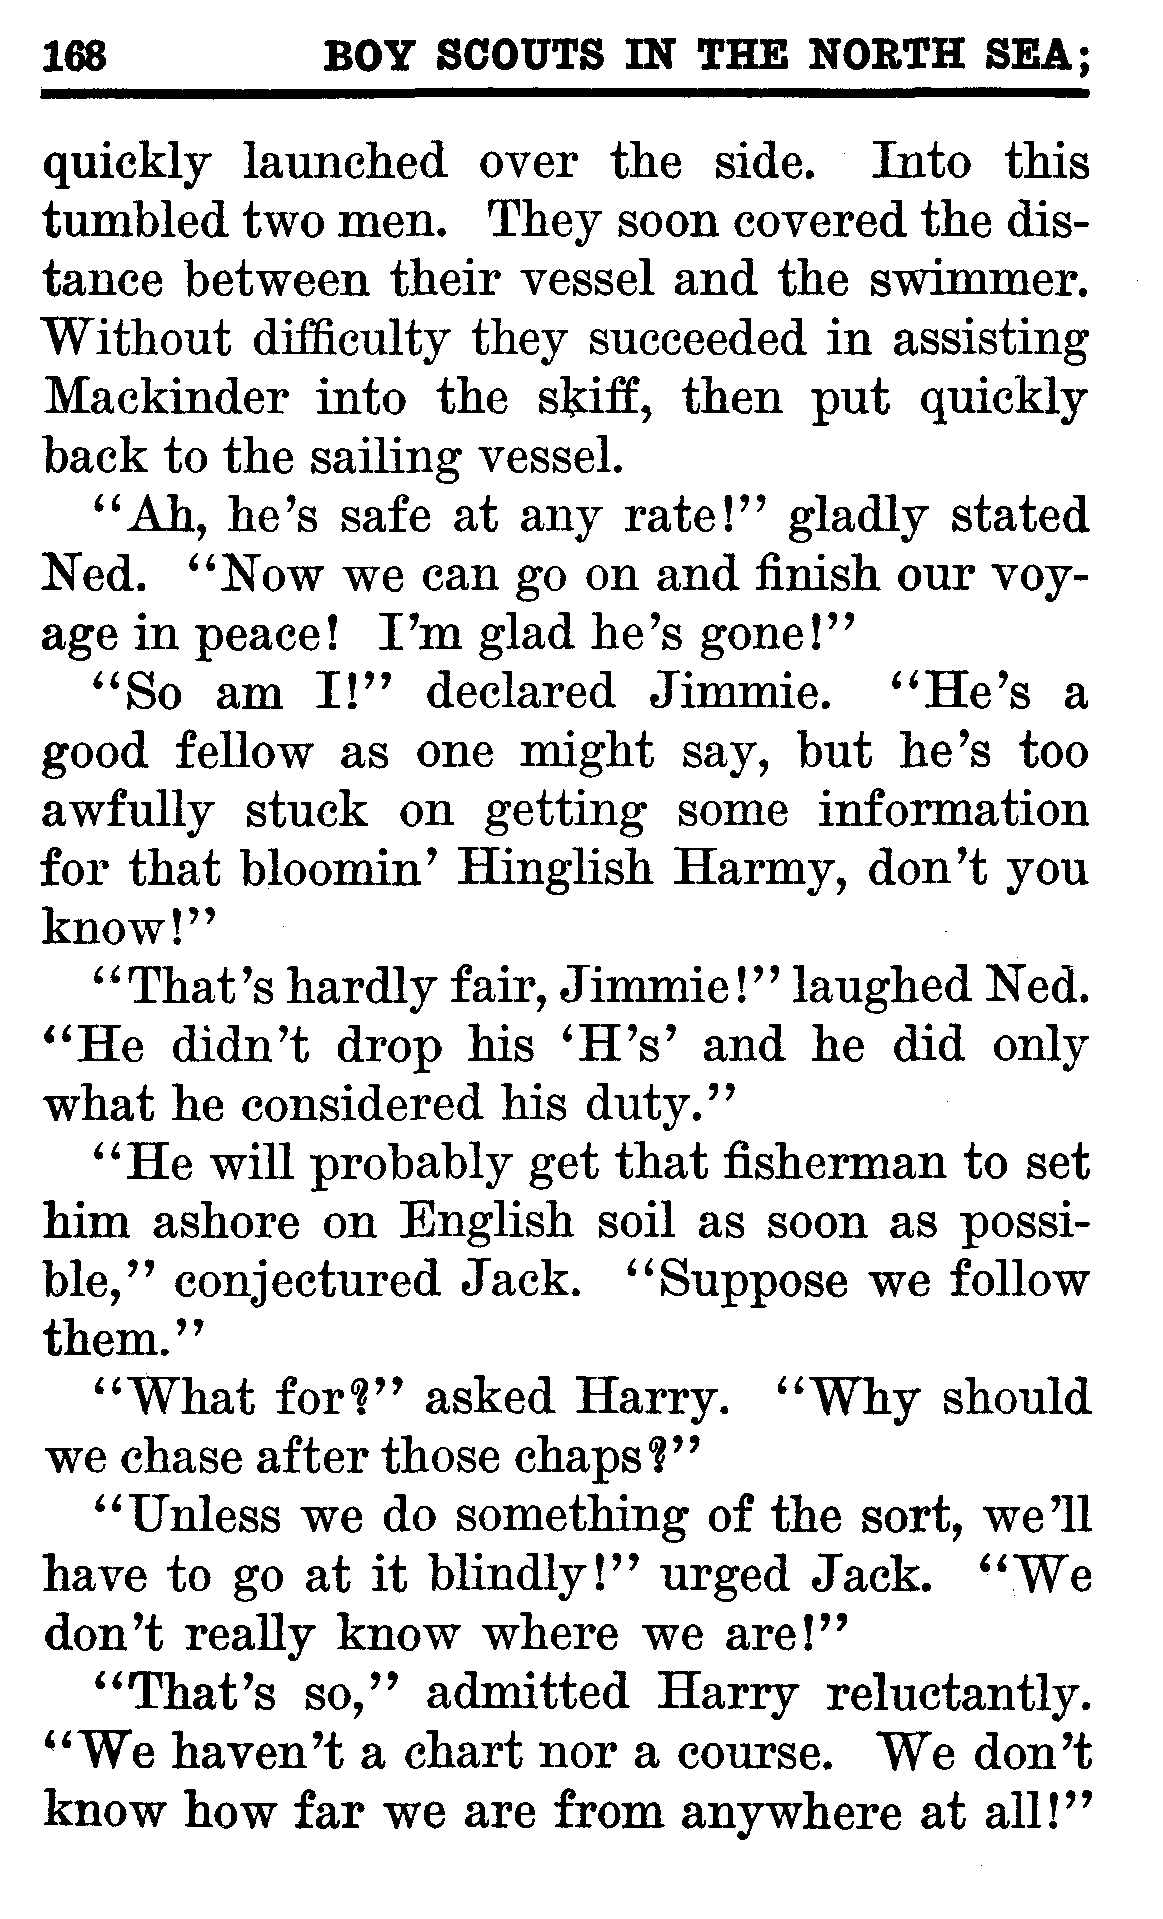 168 BOY SCOUTS IN THE NORTH SEA;
quickly launched over the side. Into this
tumbled two men. They soon covered the dis-
tance between their vessel and the swimmer.
Without difficulty they succeeded in assisting
Mackinder into the skiff, then put quickly
back to the sailing vessel.
"Ah, he's safe at any rate!" gladly stated
Ned. "Now we can go on and finish our voy-
age in peace! I'm glad he's gone!"
"So am I!" declared Jimmie. "He's a
good fellow as one might say, but he's too
awfully stuck on getting some information
for that bloomin' Hinglish Harmy, don't you
know!"
"That's hardly fair, Jimmie!" laughed Ned.
"He didn't drop his 'H's' and he did only
what he considered his duty."
"He will probably get that fisherman to set
him ashore on English soil as soon as possi-
ble," conjectured Jack. "Suppose we follow
them."
"What for?" asked Harry. "Why should
we chase after those chaps?"
"Unless we do something of the sort, we'll
have to go at it blindly!" urged Jack. "We
don't really know where we are!"
"That's so," admitted Harry reluctantly.
"We haven't a chart nor a course. We don't
know how far we are from anywhere at all!"